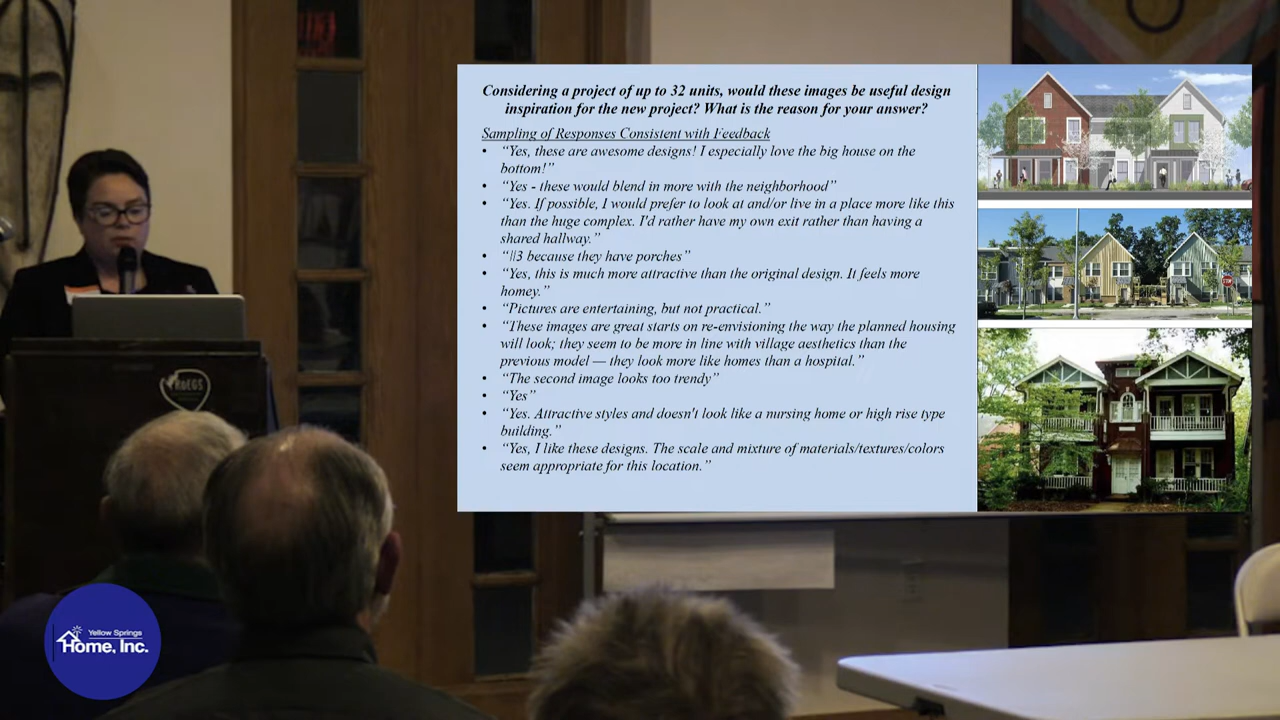 Considering a project of up to 32 units, would these images be useful design
inspiration for the new project? What is the reason for your answer?
Sampling of Responses Consistent with Feedback
• “Yes, these are awesome designs! I especially love the big house on the
bottom!”
• “Yes - these would blend in more with the neighborhood”
• “Yes. If possible, I would prefer to look at and/or live in a place more like this
than the huge complex. I'd rather have my own exit rather than having a
shared hallway.”
• “\\3 because they have porches”
• “Yes, this is much more attractive than the original design. It feels more
homey.”
• “Pictures are entertaining, but not practical.”
• “These images are great starts on re-envisioning the way the planned housing
will look; they seem to be more in line with village aesthetics than the
previous model — they look more like homes than a hospital.”
• “The second image looks too trendy”
• “Yes”
• “Yes. Attractive styles and doesn't look like a nursing home or high rise type
building.”
• “Yes, I like these designs. The scale and mixture of materials/textures/colors
seem appropriate for this location.”
STOP
Yellow Springs
Home, Inc.